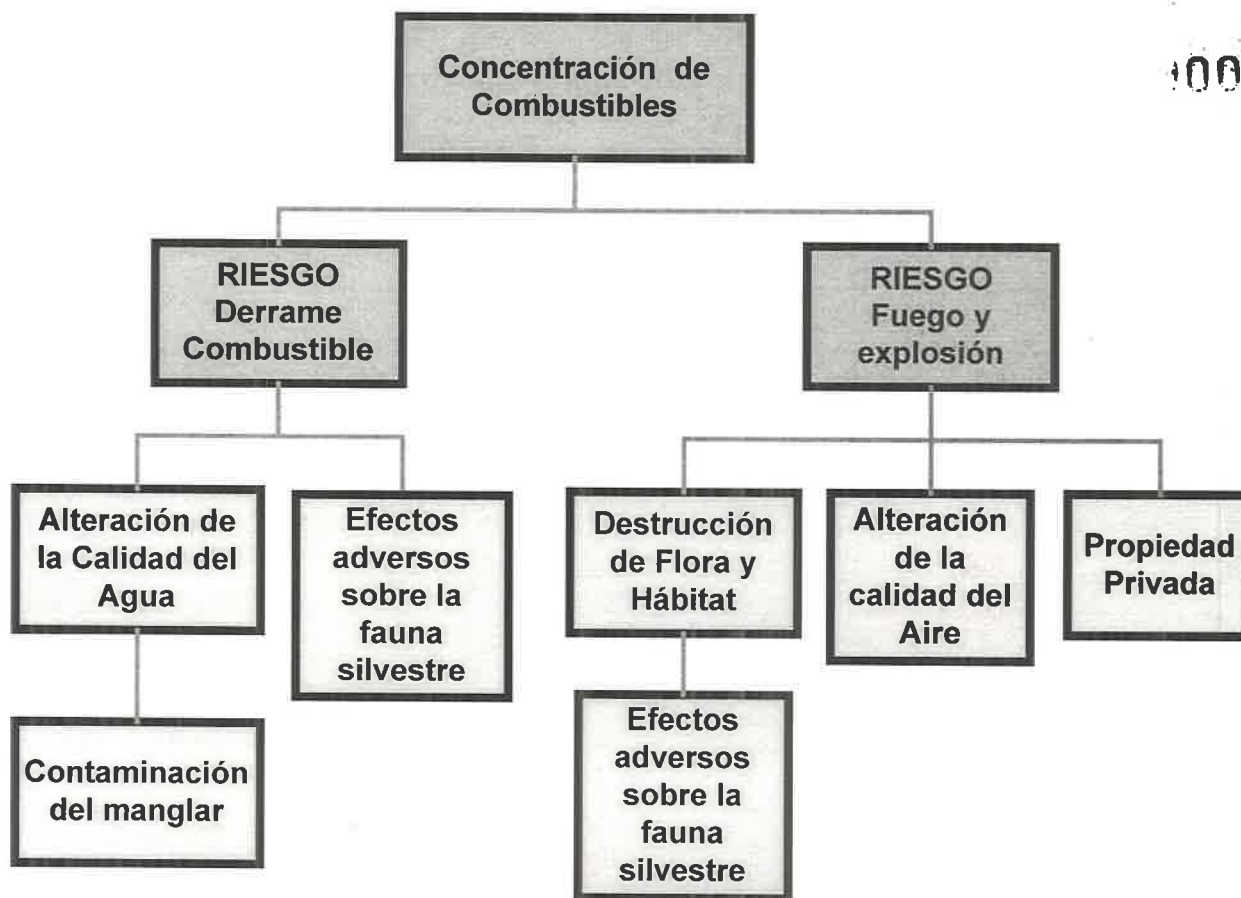 Concentración de
Combustibles
RIESGO
Derrame
Combustible
RIESGO
Fuego y
explosión
Alteración de
la Calidad del
Agua
Efectos
adversos
sobre la
fauna
silvestre
Destrucción
de Flora y
Hábitat
Alteración
de la
calidad del
Aire
Propiedad
Privada
Contaminación
del manglar
Efectos
adversos
sobre la
fauna
silvestre